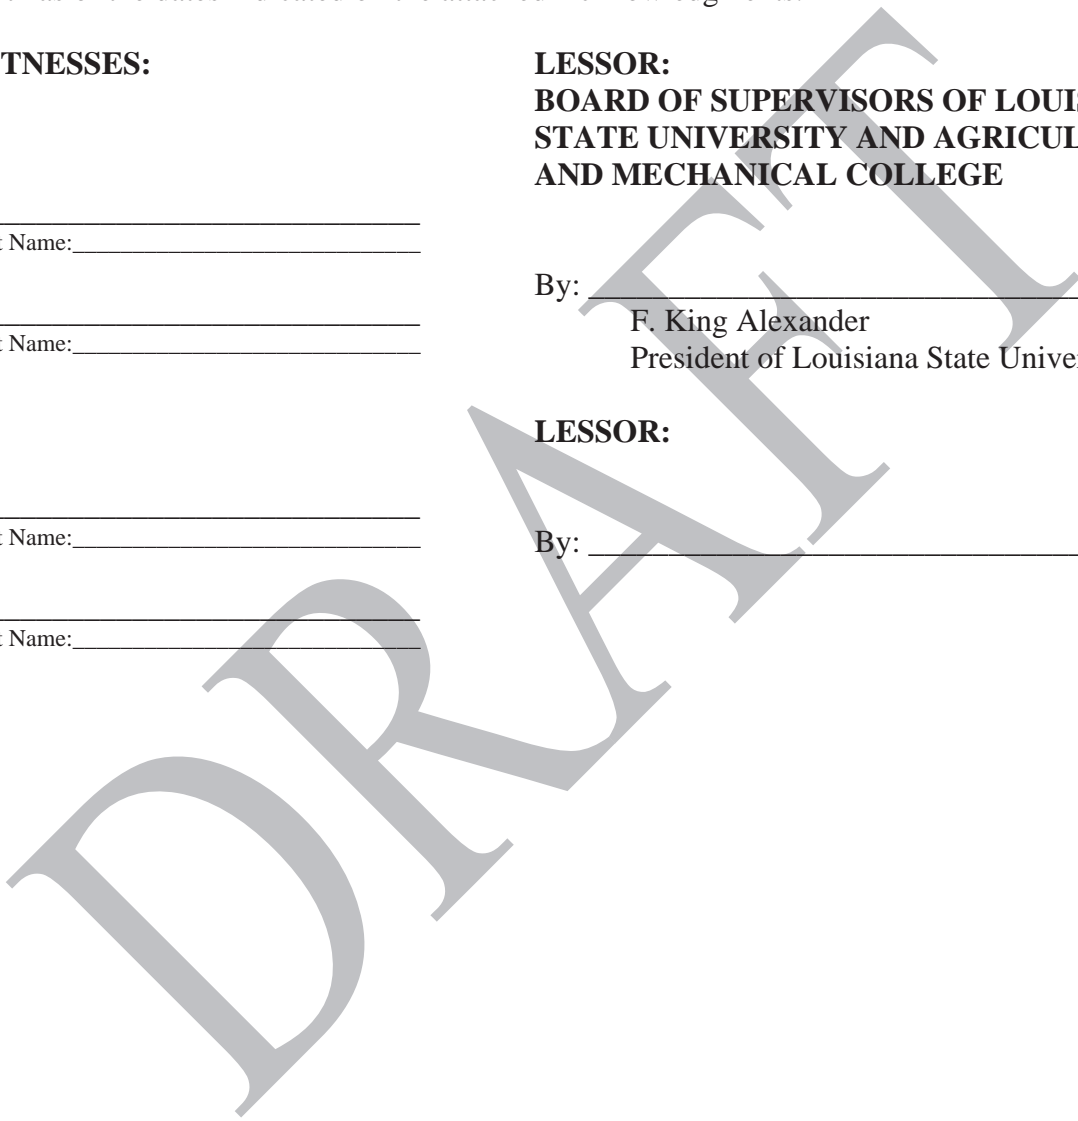 TNESSES:
LESSOR:
BOARD OF SUPERVISORS OF LOUI
STATE UNIVERSITY AND AGRICUL
AND MECHANICAL COLLEGE
Name:
By:
F. King Alexander
President of Louisiana State Univer
Name:
LESSOR:
Name:
By:
Name:
DRAFT